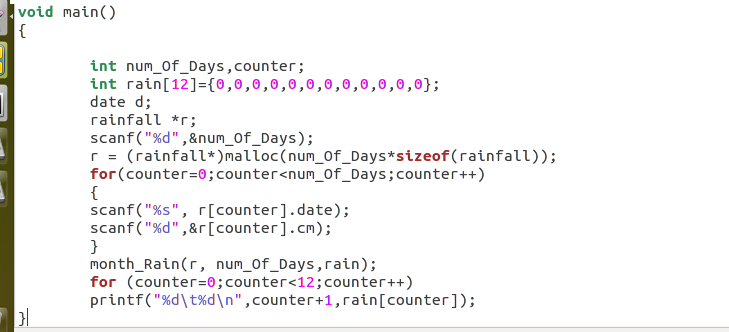 void main()
{
int num_Of_Days,counter;
int rain[12]={0,0,0,0,0,0,0,0,0,0,0,0};
date d;
rainfall *r;
scanf("%d",&num_Of_Days);
r = (rainfall*)malloc(num_Of_Days*sizeof(rainfall));
for(counter=0;counter<num_Of_Days;counter++)
{
scanf("%s", r[counter].date);
scanf("%d",&r[counter].cm);
}
month_Rain(r, num_Of_Days,rain);
for (counter=0;counter<12;counter++)
printf("%d\t%d\n",counter+1,rain[counter]);
}